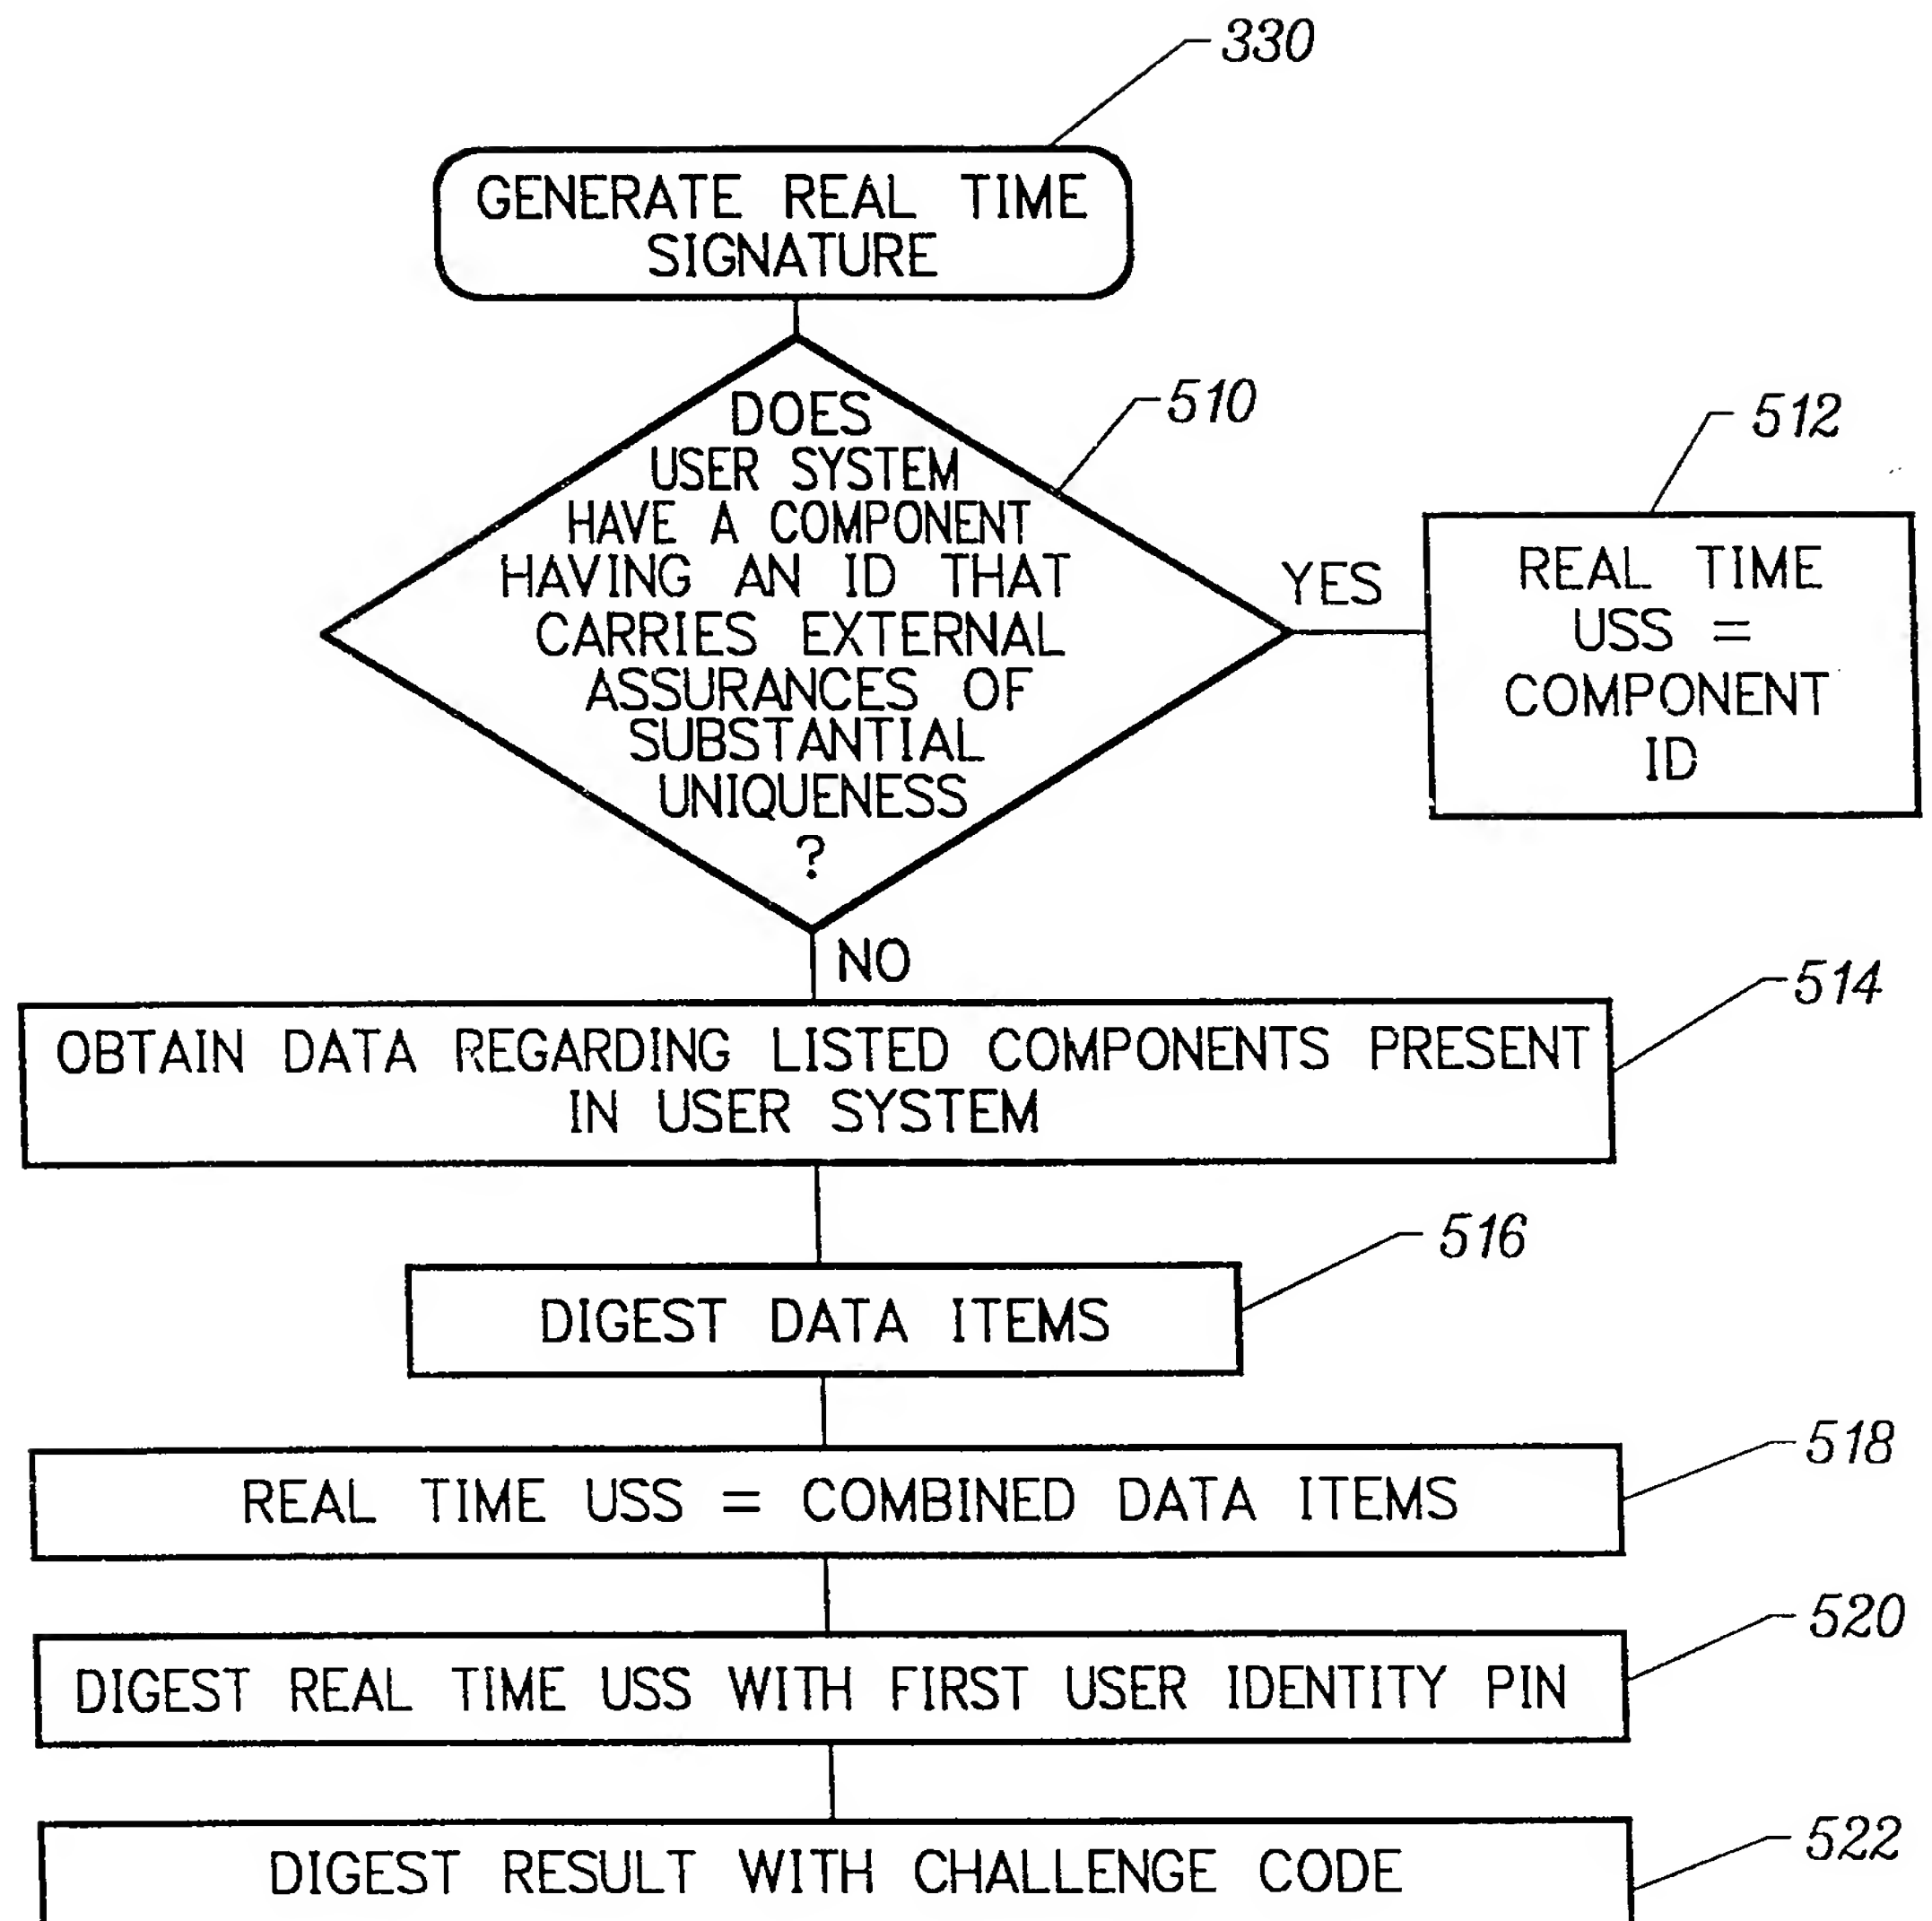 330
GENERATE REAL TIME
SIGNATURE
510
DOES
USER SYSTEM
HAVE A COMPONENT
HAVING AN ID THAT
CARRIES EXTERNAL
ASSURANCES OF
SUBSTANTIAL
UNIQUENESS
?
YES
512
REAL TIME
USS =
COMPONENT
ID
NO
514
OBTAIN DATA REGARDING LISTED COMPONENTS PRESENT
IN USER SYSTEM
516
DIGEST DATA ITEMS
518
REAL TIME USS = COMBINED DATA ITEMS
520
DIGEST REAL TIME USS WITH FIRST USER IDENTITY PIN
522
DIGEST RESULT WITH CHALLENGE CODE